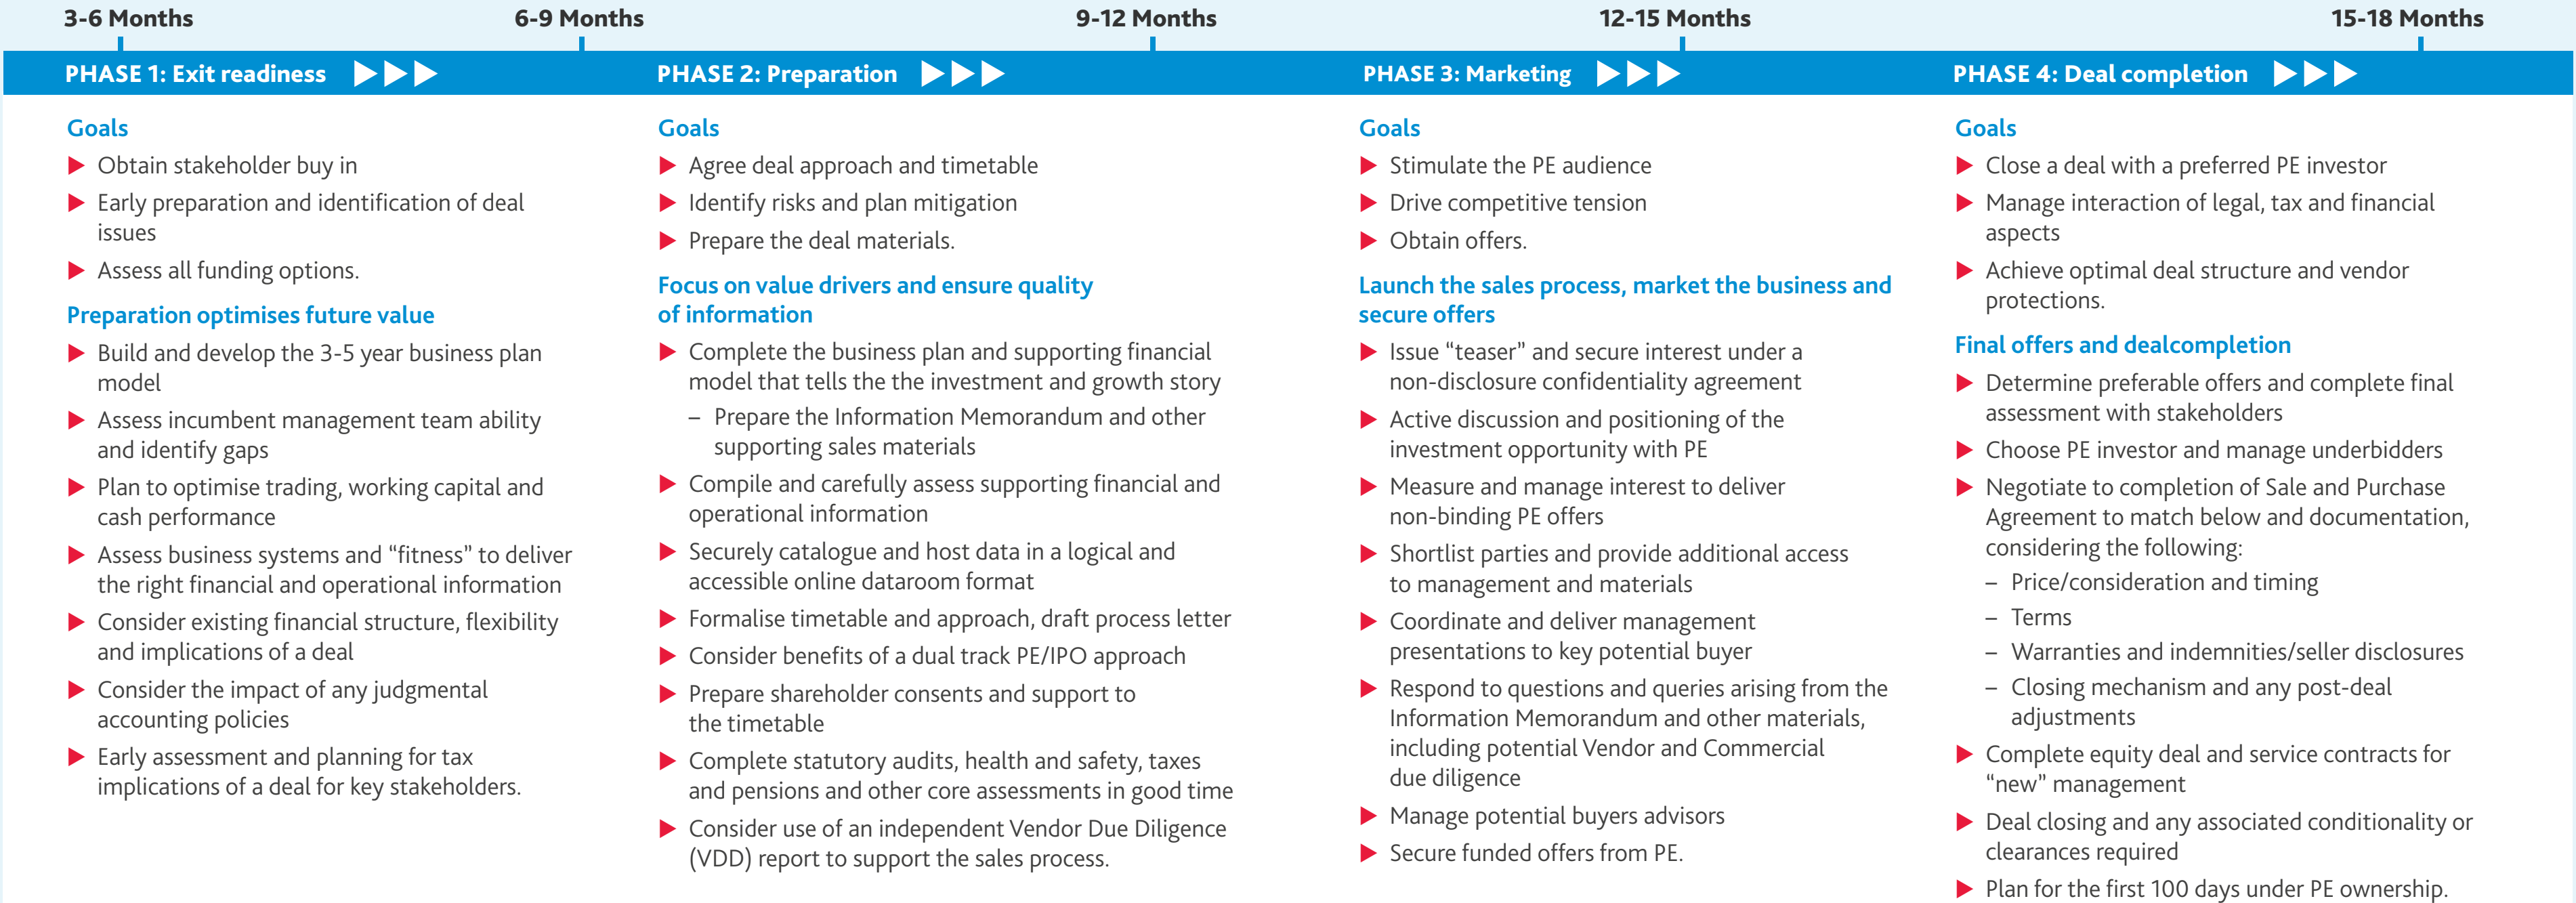 3-6 Months
6-9 Months
9-12 Months
12-15 Months
15-18 Months
PHASE 1: Exit readiness
PHASE 2: Preparation
PHASE 3: Marketing
PHASE 4: Deal completion
Goals
Obtain stakeholder buy in
Early preparation and identification of deal
issues
Assess all funding options.
Preparation optimises future value
Build and develop the 3-5 year business plan
model
Assess incumbent management team ability
and identify gaps
Plan to optimise trading, working capital and
cash performance
Assess business systems and “fitness” to deliver
the right financial and operational information
Consider existing financial structure, flexibility
and implications of a deal
Consider the impact of any judgmental
accounting policies
Early assessment and planning for tax
implications of a deal for key stakeholders.
Goals
Agree deal approach and timetable
Identify risks and plan mitigation
Prepare the deal materials.
Focus on value drivers and ensure quality
of information
Complete the business plan and supporting financial
model that tells the the investment and growth story
– Prepare the Information Memorandum and other
supporting sales materials
Compile and carefully assess supporting financial and
operational information
Securely catalogue and host data in a logical and
accessible online dataroom format
Formalise timetable and approach, draft process letter
Consider benefits of a dual track PE/IPO approach
Prepare shareholder consents and support to
the timetable
Complete statutory audits, health and safety, taxes
and pensions and other core assessments in good time
Consider use of an independent Vendor Due Diligence
(VDD) report to support the sales process.
Goals
Stimulate the PE audience
Drive competitive tension
Obtain offers.
Launch the sales process, market the business and
secure offers
Issue “teaser” and secure interest under a
non-disclosure confidentiality agreement
Active discussion and positioning of the
investment opportunity with PE
Measure and manage interest to deliver
non-binding PE offers
Shortlist parties and provide additional access
to management and materials
Coordinate and deliver management
presentations to key potential buyer
Respond to questions and queries arising from the
Information Memorandum and other materials,
including potential Vendor and Commercial
due diligence
Manage potential buyers advisors
Secure funded offers from PE.
Goals
Close a deal with a preferred PE investor
Manage interaction of legal, tax and financial
aspects
Achieve optimal deal structure and vendor
protections.
Final offers and dealcompletion
Determine preferable offers and complete final
assessment with stakeholders
Choose PE investor and manage underbidders
Negotiate to completion of Sale and Purchase
Agreement to match below and documentation,
considering the following:
– Price/consideration and timing
– Terms
– Warranties and indemnities/seller disclosures
– Closing mechanism and any post-deal
adjustments
Complete equity deal and service contracts for
“new” management
Deal closing and any associated conditionality or
clearances required
Plan for the first 100 days under PE ownership.